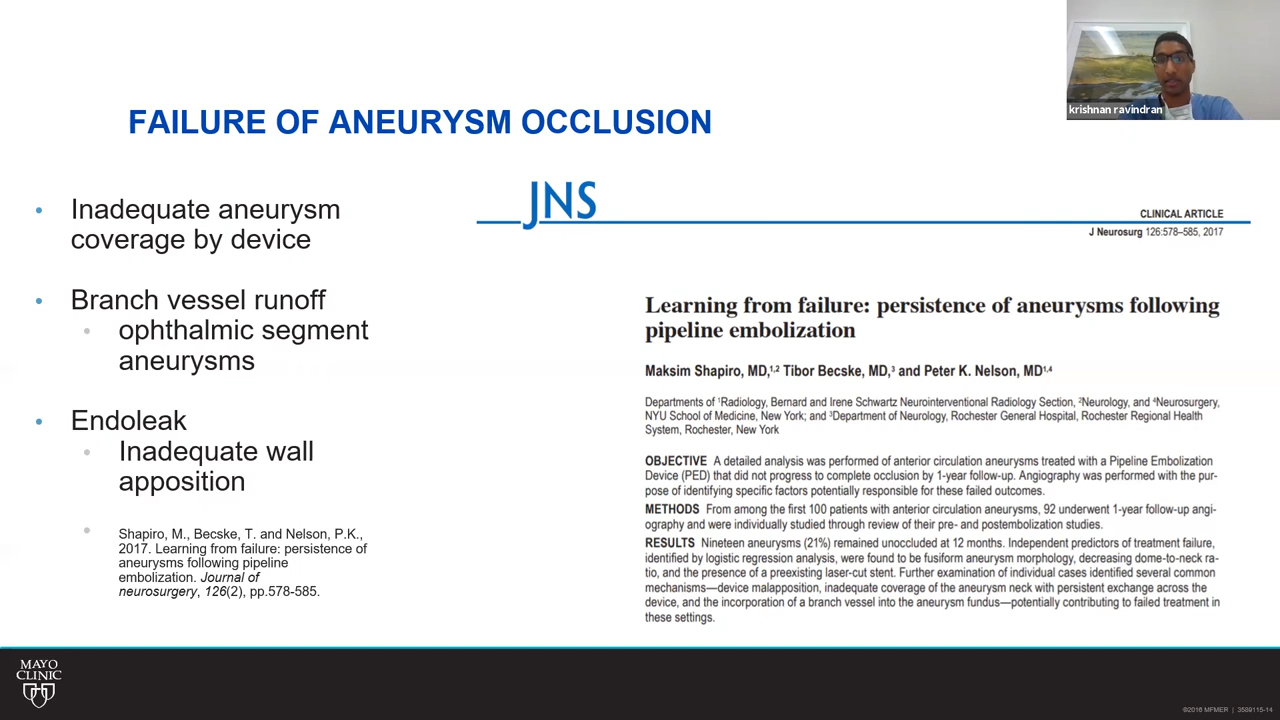 krishnan ravindran
FAILURE OF ANEURYSM OCCLUSION
• Inadequate aneurysm
coverage by device
• Branch vessel runoff
• ophthalmic segment
aneurysms
• Endoleak
• Inadequate wall
apposition
• Shapiro, M., Becske, T. and Nelson, P.K.,
2017. Learning from failure: persistence of
aneurysms following pipeline
embolization. Journal of
neurosurgery, 126(2), pp.578-585.
JNS
CLINICAL ARTICLE
J Neurosurg 126:578–585, 2017
Learning from failure: persistence of aneurysms following
pipeline embolization
Maksim Shapiro, MD,1,2 Tibor Becske, MD,3 and Peter K. Nelson, MD1,4
Departments of 1Radiology, Bernard and Irene Schwartz Neurointerventional Radiology Section, 2Neurology, and 4Neurosurgery,
NYU School of Medicine, New York; and 3Department of Neurology, Rochester General Hospital, Rochester Regional Health
System, Rochester, New York
OBJECTIVE A detailed analysis was performed of anterior circulation aneurysms treated with a Pipeline Embolization
Device (PED) that did not progress to complete occlusion by 1-year follow-up. Angiography was performed with the pur-
pose of identifying specific factors potentially responsible for these failed outcomes.
METHODS From among the first 100 patients with anterior circulation aneurysms, 92 underwent 1-year follow-up angi-
ography and were individually studied through review of their pre- and postembolization studies.
RESULTS Nineteen aneurysms (21%) remained unoccluded at 12 months. Independent predictors of treatment failure,
identified by logistic regression analysis, were found to be fusiform aneurysm morphology, decreasing dome-to-neck ra-
tio, and the presence of a preexisting laser-cut stent. Further examination of individual cases identified several common
mechanisms—device malapposition, inadequate coverage of the aneurysm neck with persistent exchange across the
device, and the incorporation of a branch vessel into the aneurysm fundus—potentially contributing to failed treatment in
these settings.
MAYO
CLINIC
©2016 MFMER | 3589115-14